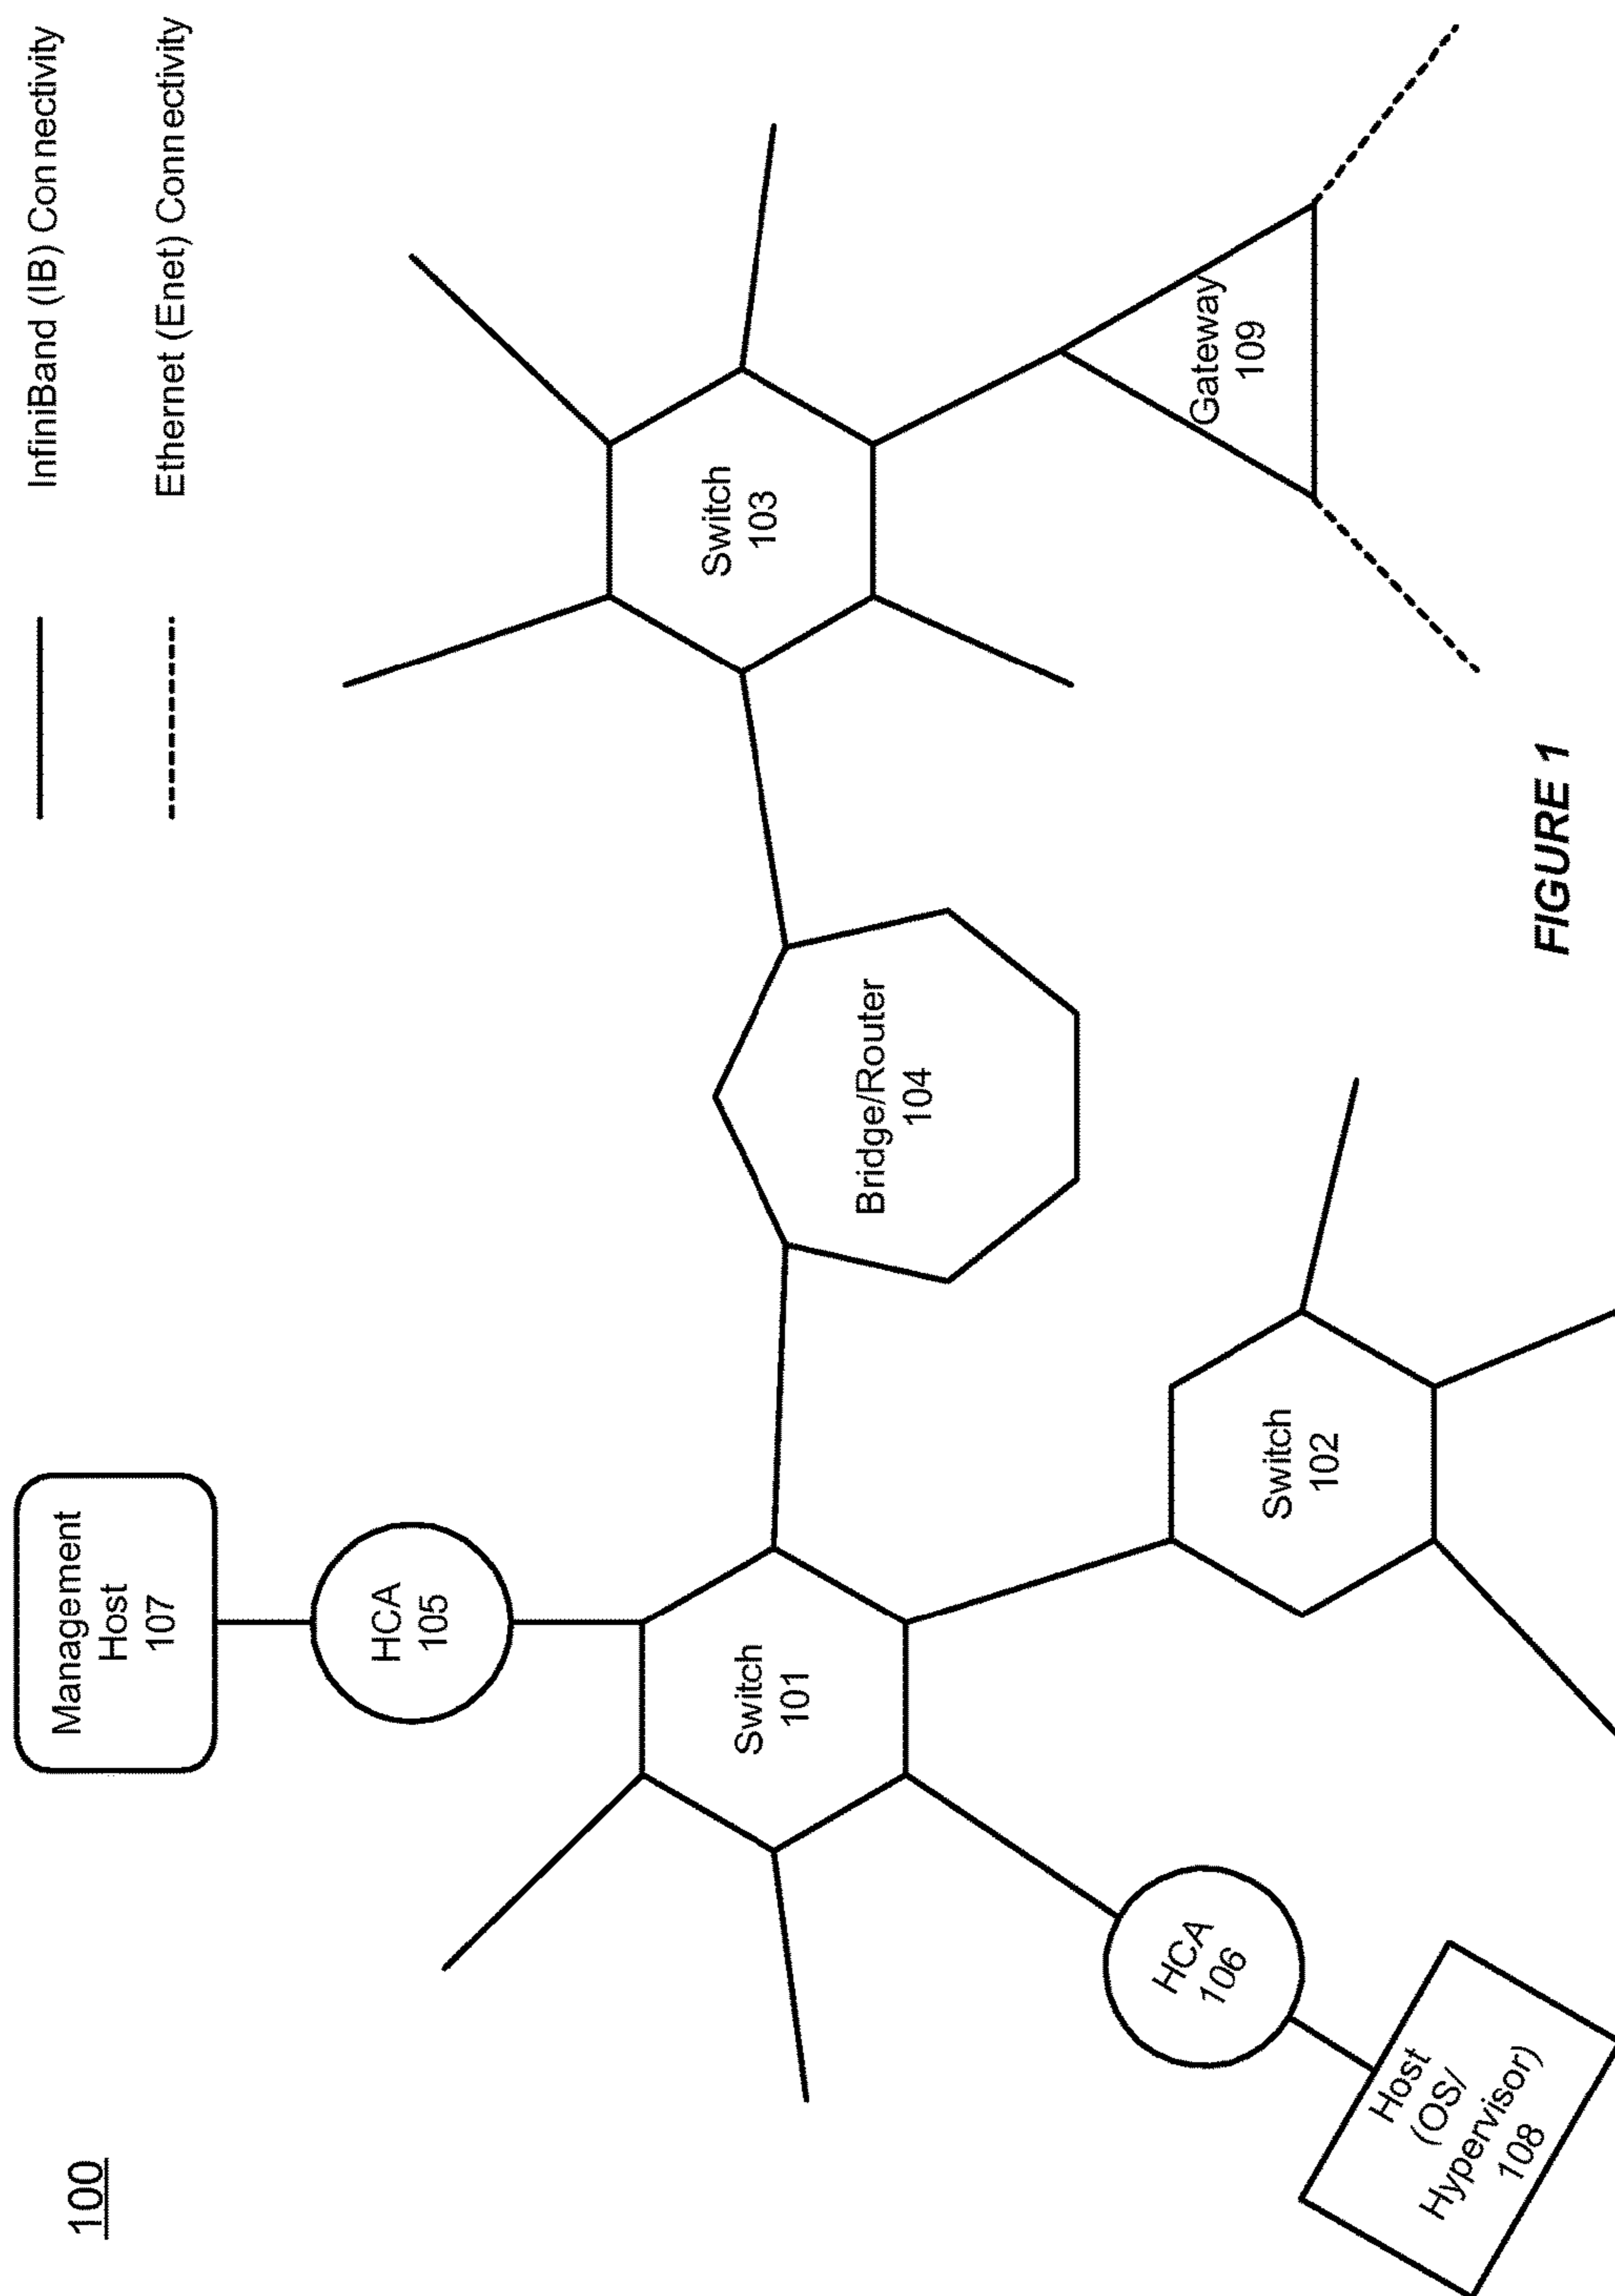 100
InfiniBand (IB) Connectivity
Ethernet (Enet) Connectivity
Management
Host
107
HCA
105
Switch
101
Switch
103
Bridge/Router
104
HCA
106
Switch
102
Gateway
109
Host
(OS/
Hypervisor)
108
FIGURE 1